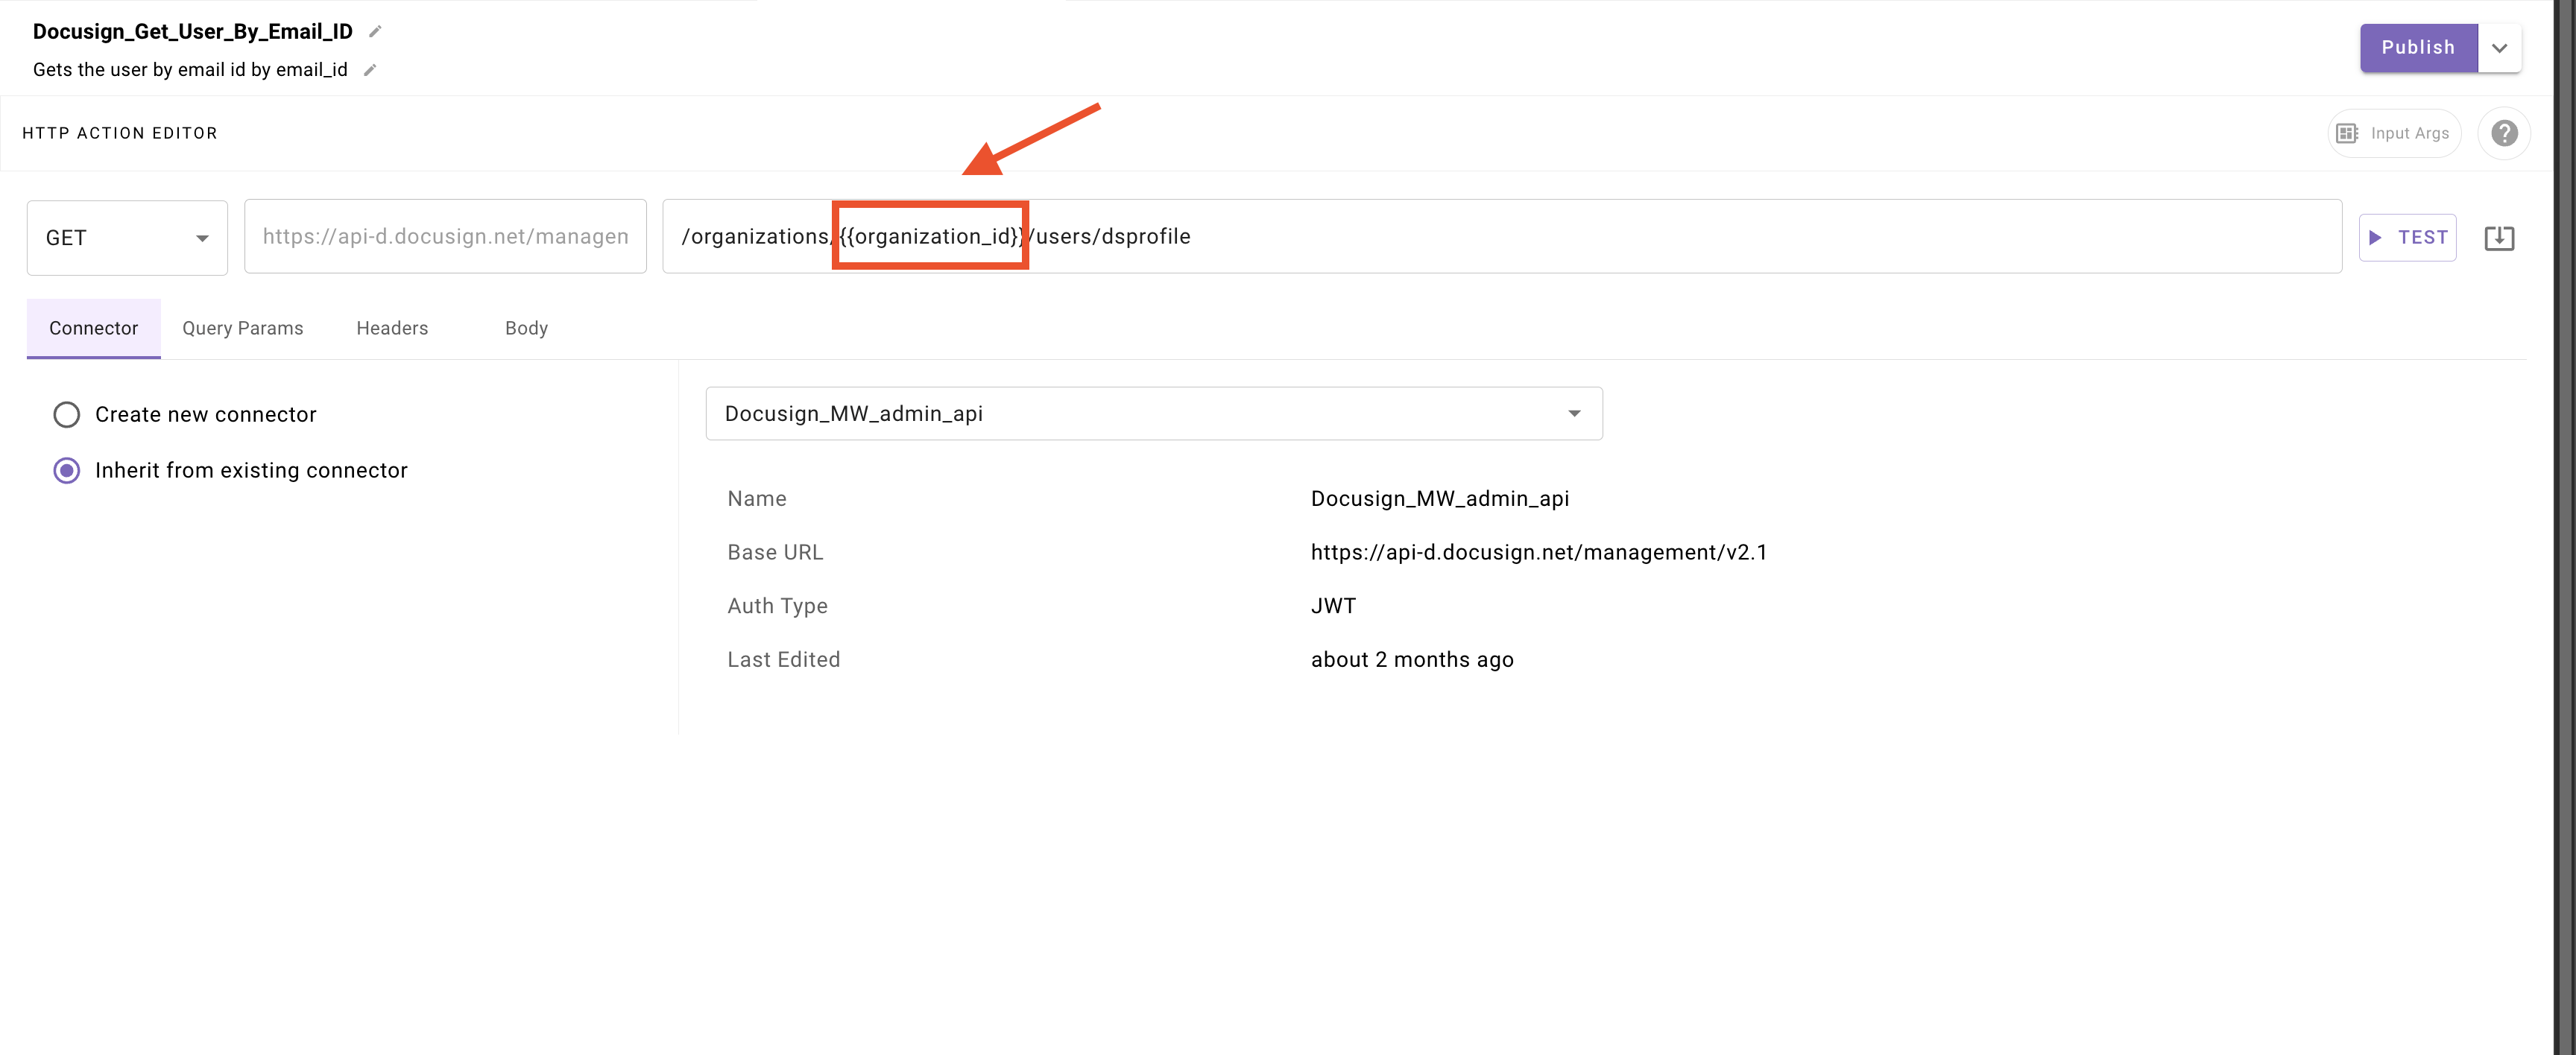 Docusign_Get_User_By_Email_ID
Gets the user by email id by email_id
Publish
HTTP ACTION EDITOR
Input Args
GET
https://api-d.docusign.net/managen
/organizations/{{organization_id}}/users/dsprofile
TEST
Connector Query Params Headers Body
Create new connector
Inherit from existing connector
Docusign_MW_admin_api
Name Docusign_MW_admin_api
Base URL https://api-d.docusign.net/management/v2.1
Auth Type JWT
Last Edited about 2 months ago